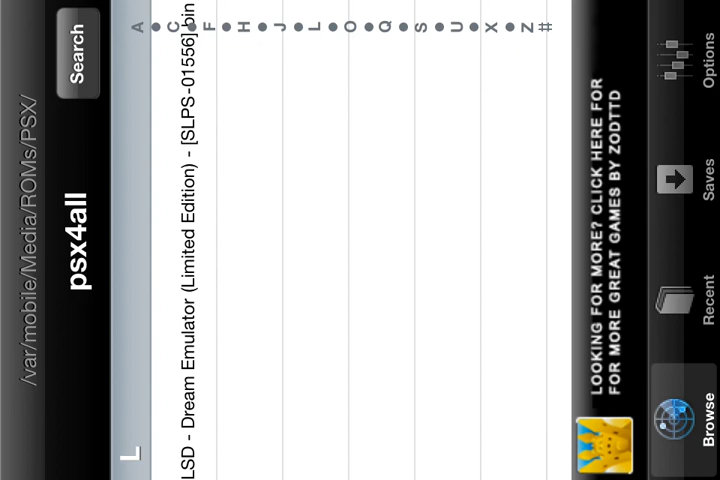 /var/mobile/Media/ROMs/PSX/
psx4all
Search
L
LSD - Dream Emulator (Limited Edition) - [SLPS-01556].bin
A
C
F
H
J
L
O
Q
S
U
X
Z
#
LOOKING FOR MORE? CLICK HERE FOR
FOR MORE GREAT GAMES BY ZODTTD
Browse
Recent
Saves
Options